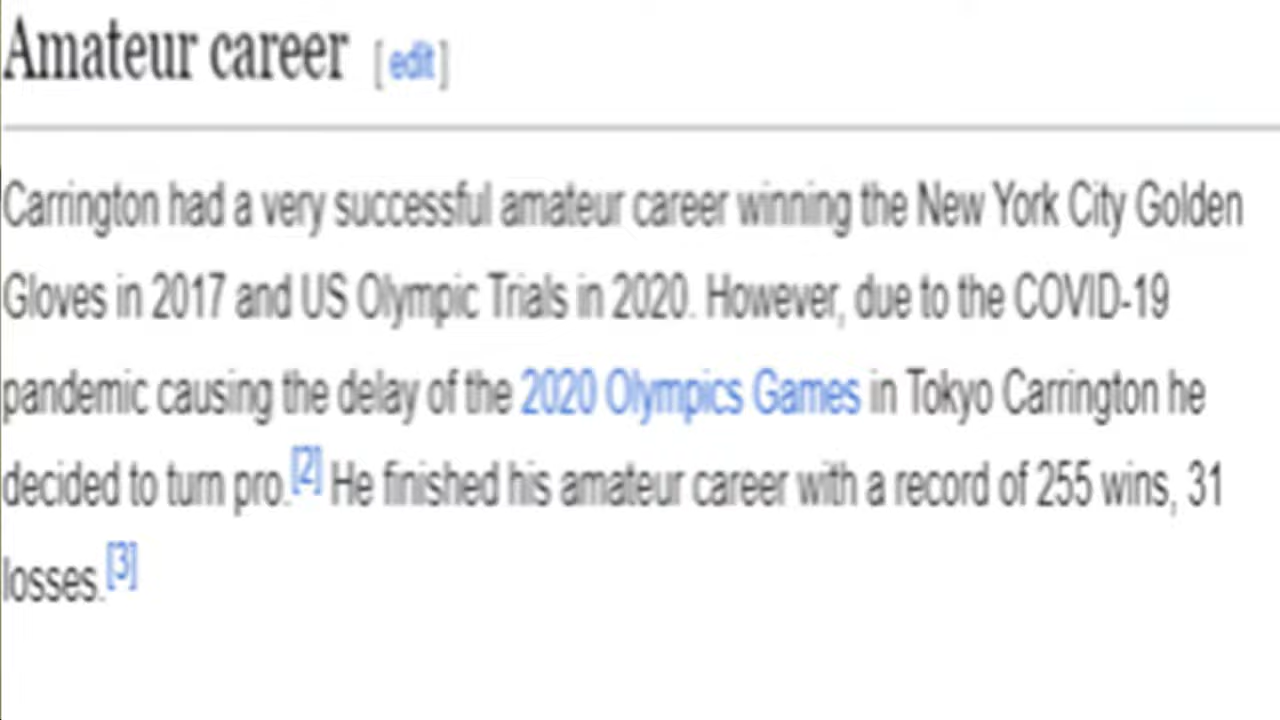 Amateur career [ edit ]
Carrington had a very successful amateur career winning the New York City Golden
Gloves in 2017 and US Olympic Trials in 2020. However, due to the COVID-19
pandemic causing the delay of the 2020 Olympics Games in Tokyo Carrington he
decided to turn pro.[2] He finished his amateur career with a record of 255 wins, 31
losses.[3]